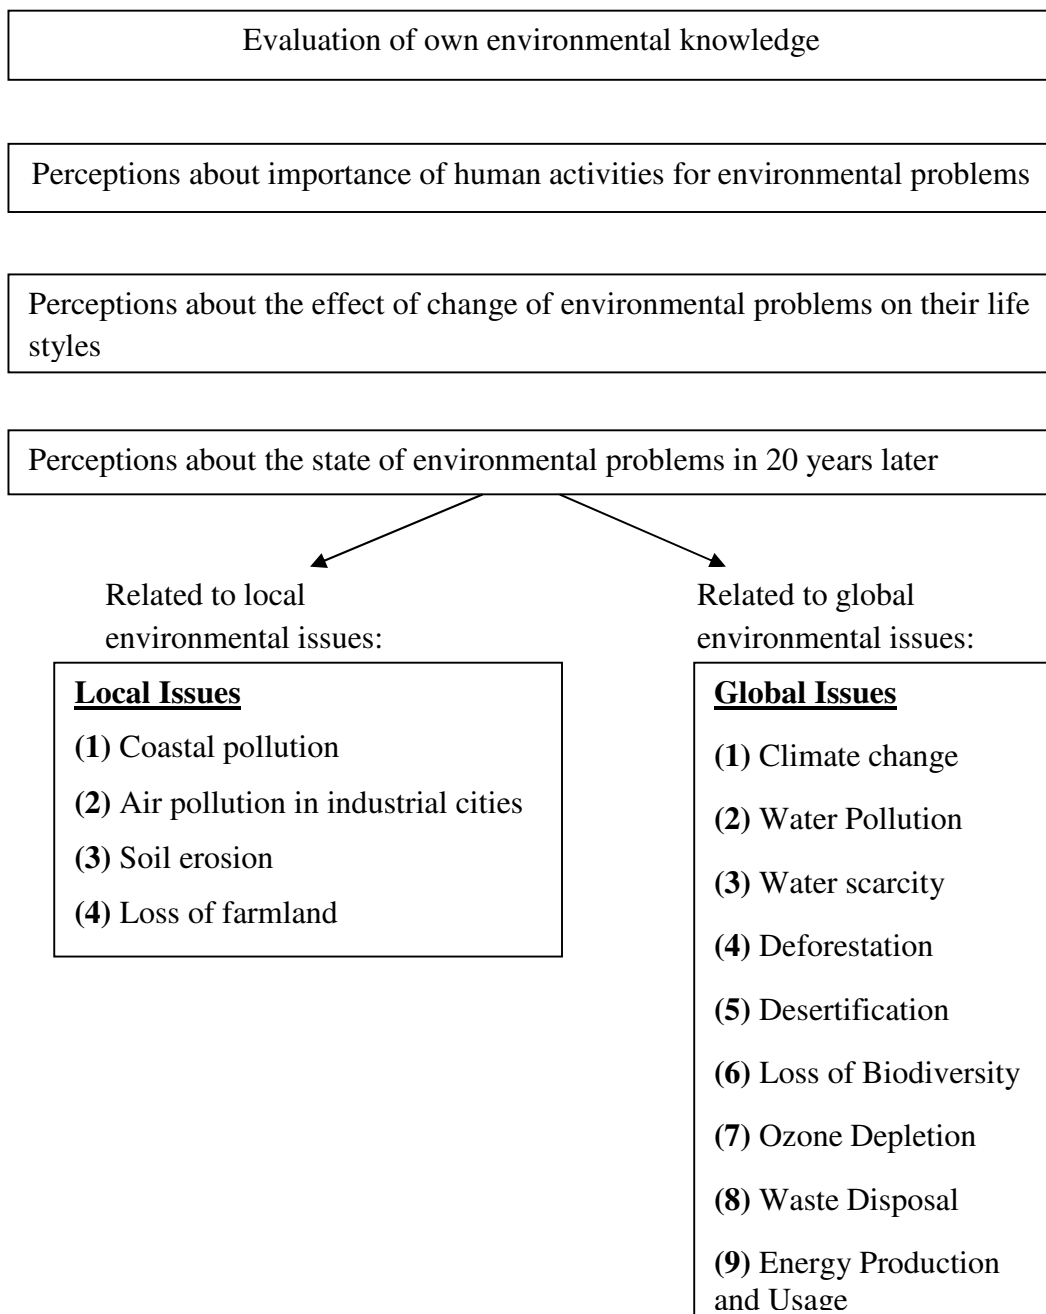 Evaluation of own environmental knowledge
Perceptions about importance of human activities for environmental problems
Perceptions about the effect of change of environmental problems on their life
styles
Perceptions about the state of environmental problems in 20 years later
Related to local
environmental issues:
Local Issues
(1) Coastal pollution
(2) Air pollution in industrial cities
(3) Soil erosion
(4) Loss of farmland
Related to global
environmental issues:
Global Issues
(1) Climate change
(2) Water Pollution
(3) Water scarcity
(4) Deforestation
(5) Desertification
(6) Loss of Biodiversity
(7) Ozone Depletion
(8) Waste Disposal
(9) Energy Production
and Usage